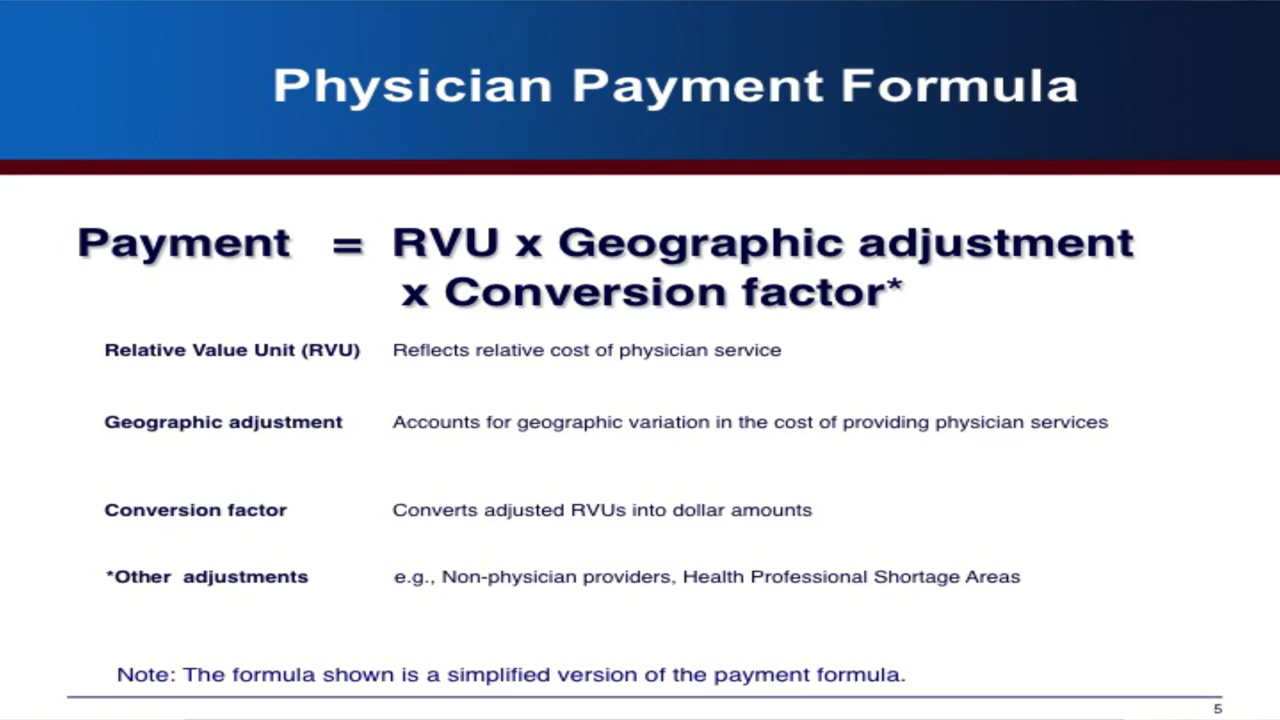 Physician Payment Formula
Payment = RVU x Geographic adjustment
x Conversion factor*
Relative Value Unit (RVU) Reflects relative cost of physician service
Geographic adjustment Accounts for geographic variation in the cost of providing physician services
Conversion factor Converts adjusted RVUs into dollar amounts
*Other adjustments e.g., Non-physician providers, Health Professional Shortage Areas
Note: The formula shown is a simplified version of the payment formula.
5